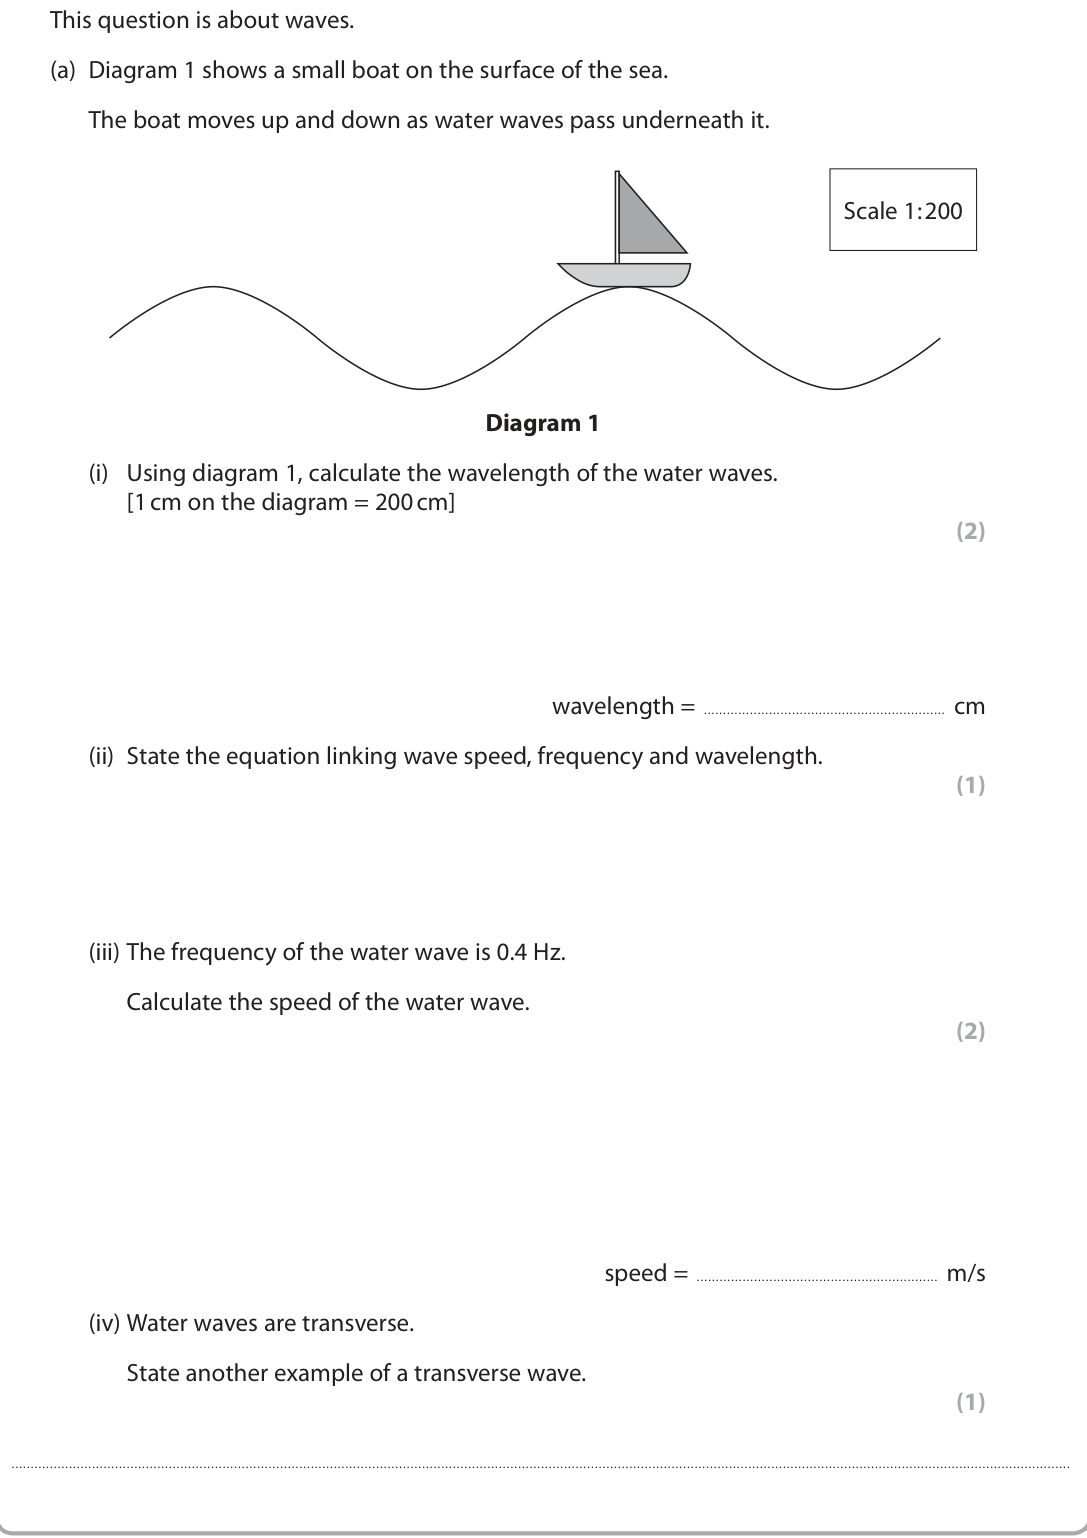 This question is about waves.
(a) Diagram 1 shows a small boat on the surface of the sea.
The boat moves up and down as water waves pass underneath it.
Scale 1:200
Diagram 1
(i) Using diagram 1, calculate the wavelength of the water waves.
[1 cm on the diagram = 200 cm]
(2)
wavelength = ............................................................... cm
(ii) State the equation linking wave speed, frequency and wavelength.
(1)
(iii) The frequency of the water wave is 0.4 Hz.
Calculate the speed of the water wave.
(2)
speed = ............................................................... m/s
(iv) Water waves are transverse.
State another example of a transverse wave.
(1)